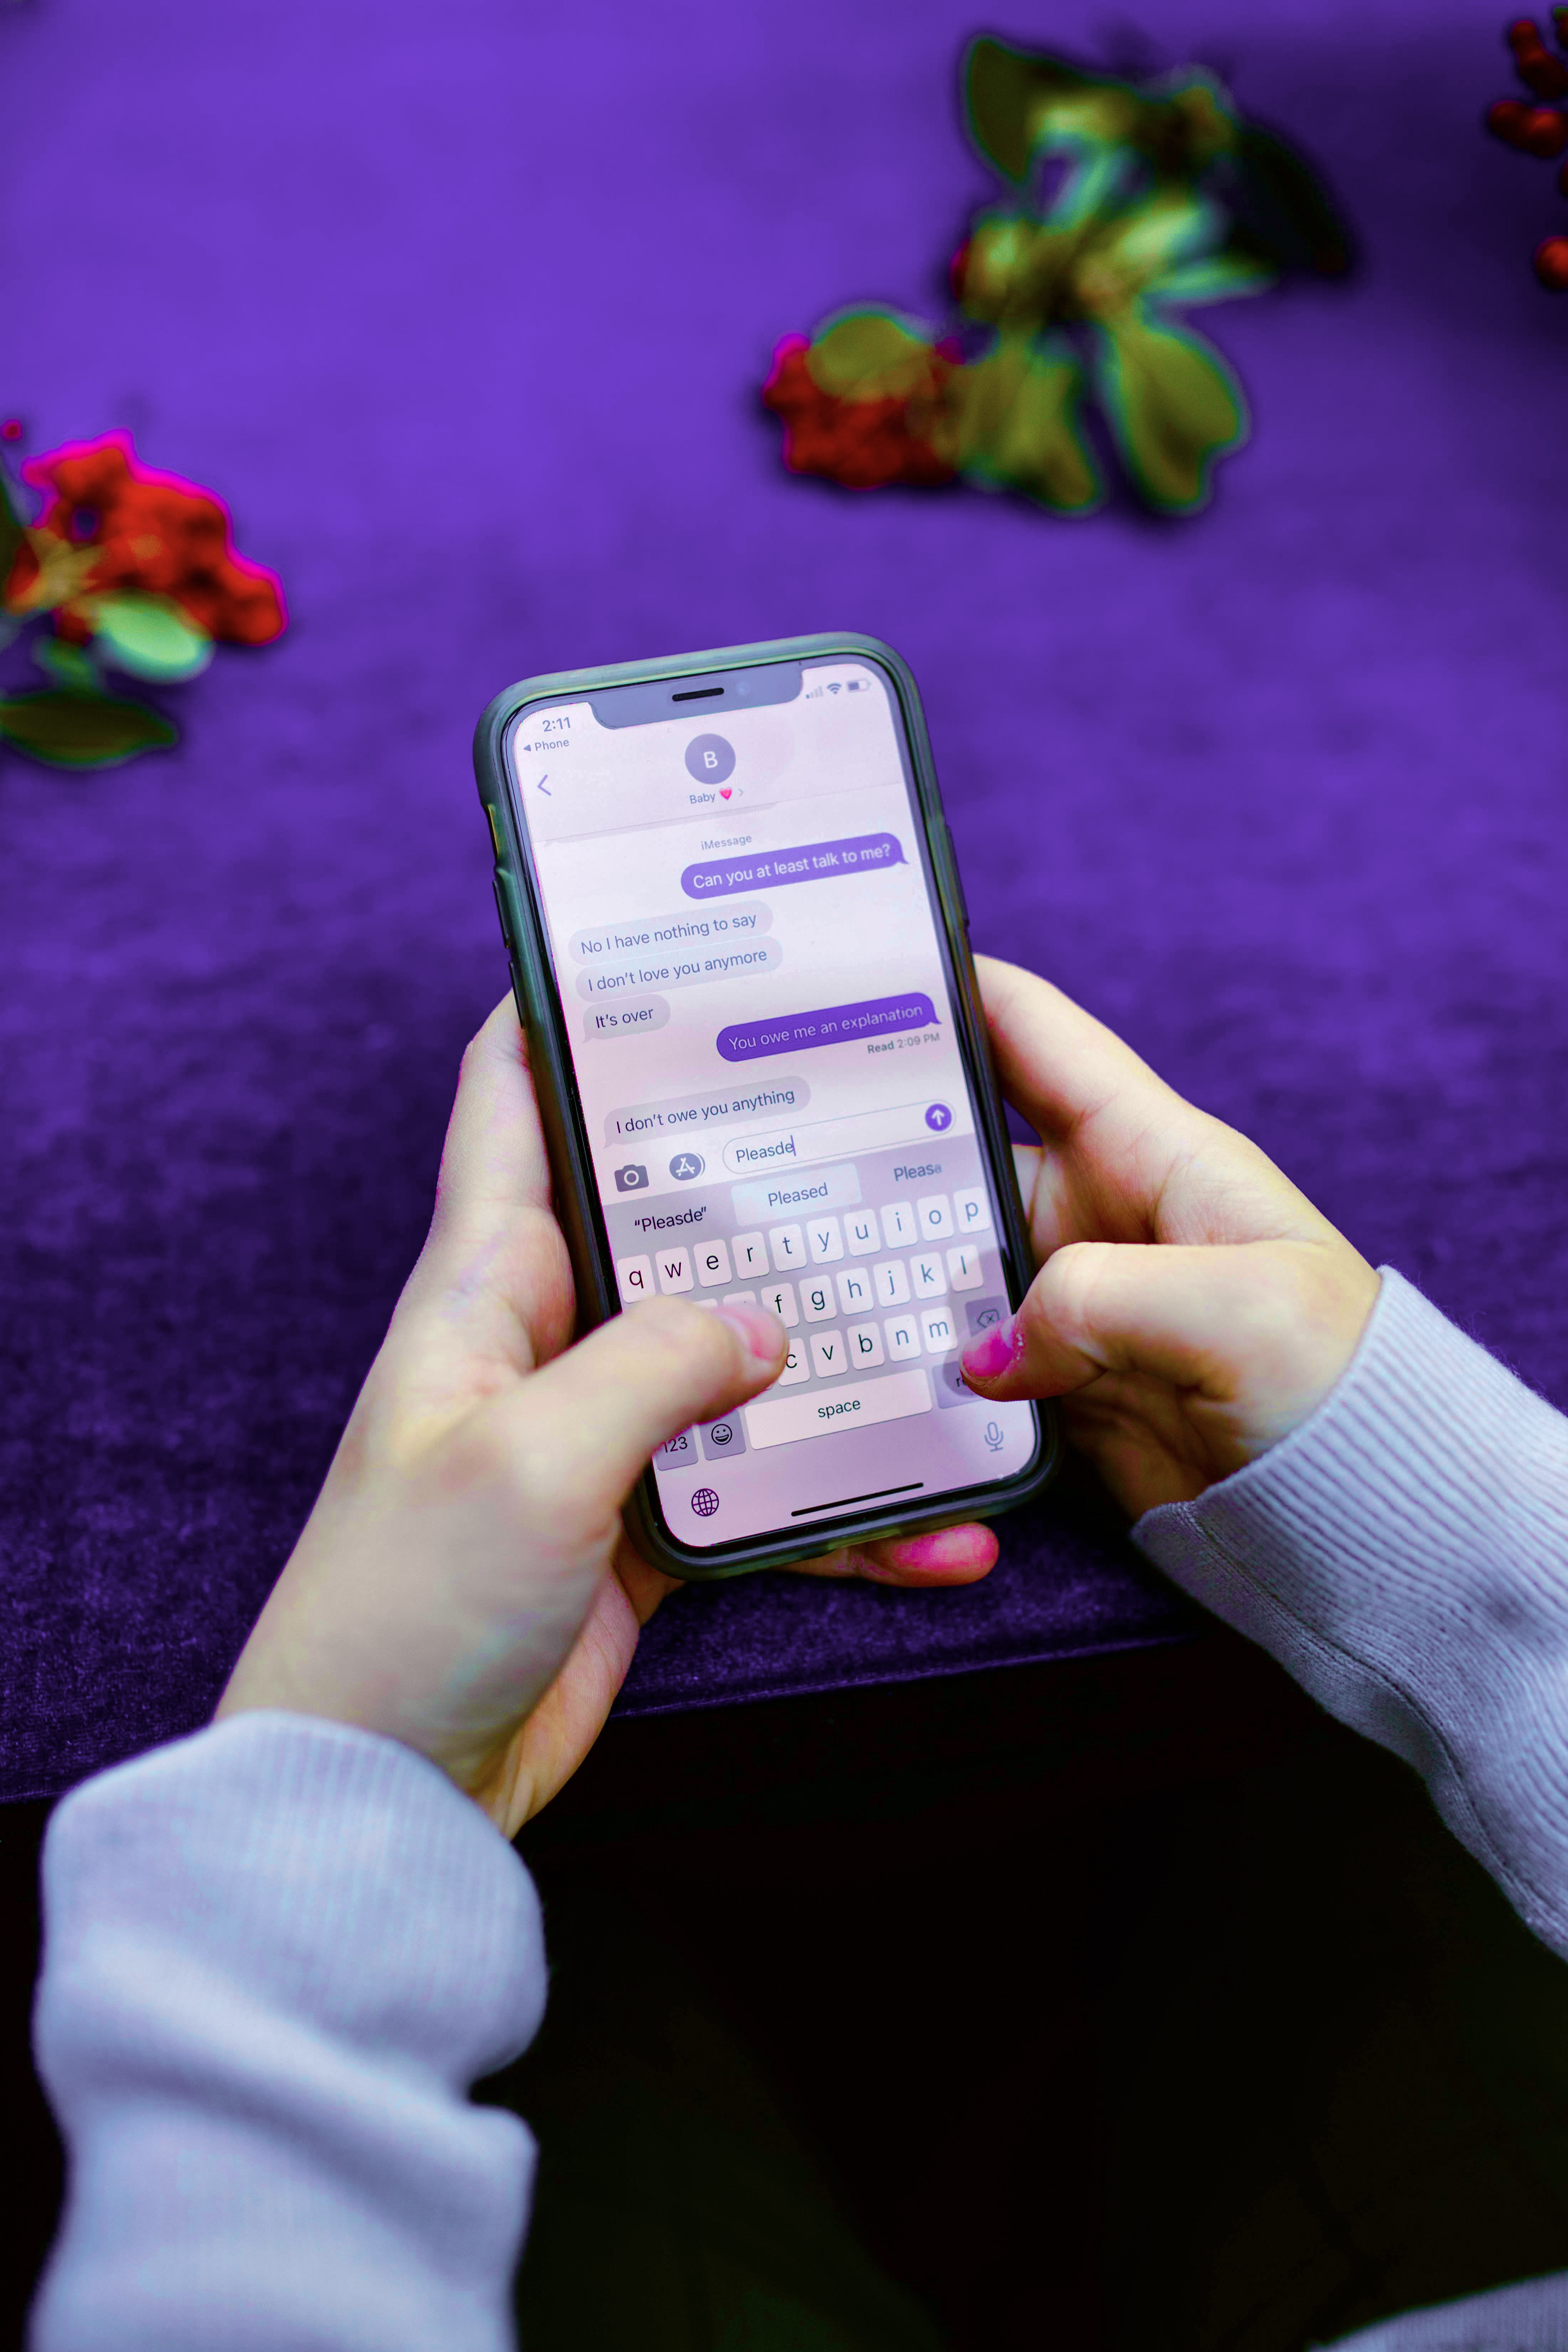 2:11
◀ Phone
B
Baby ❤️ >
iMessage
Can you at least talk to me?
No I have nothing to say
I don't love you anymore
It's over
You owe me an explanation
Read 2:09 PM
I don't owe you anything
Pleasde
"Pleasde" Pleased Pleasa
q w e r t y u i o p
f g h j k l
c v b n m
123 space